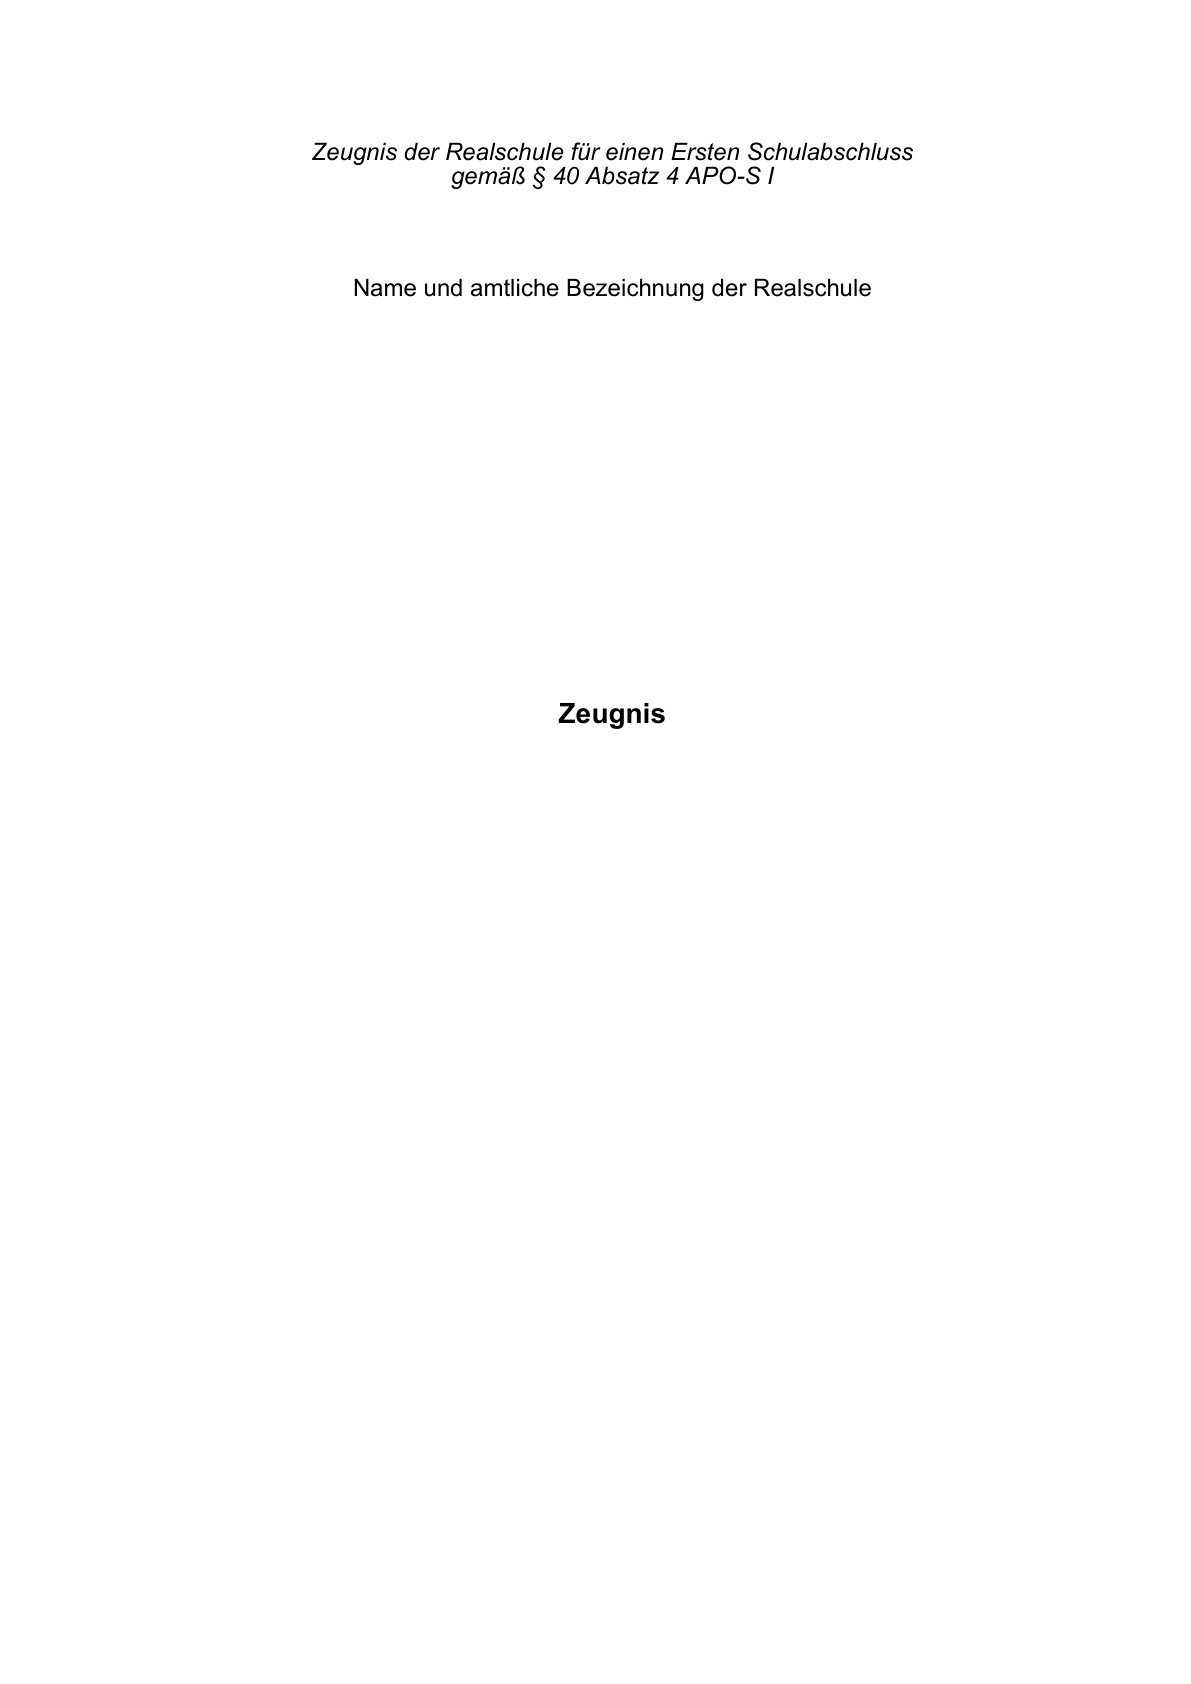 Zeugnis der Realschule für einen Ersten Schulabschluss
gemäß § 40 Absatz 4 APO-S I
Name und amtliche Bezeichnung der Realschule
Zeugnis